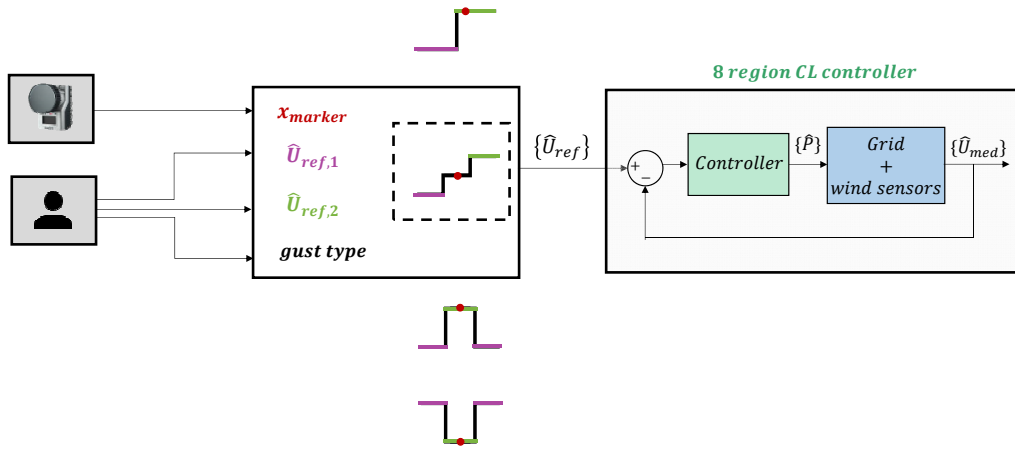 8 region CL controller
x_marker
Û_ref,1
Û_ref,2
gust type
{Û_ref}
+
−
Controller
{P̂}
Grid
+
wind sensors
{Û_med}